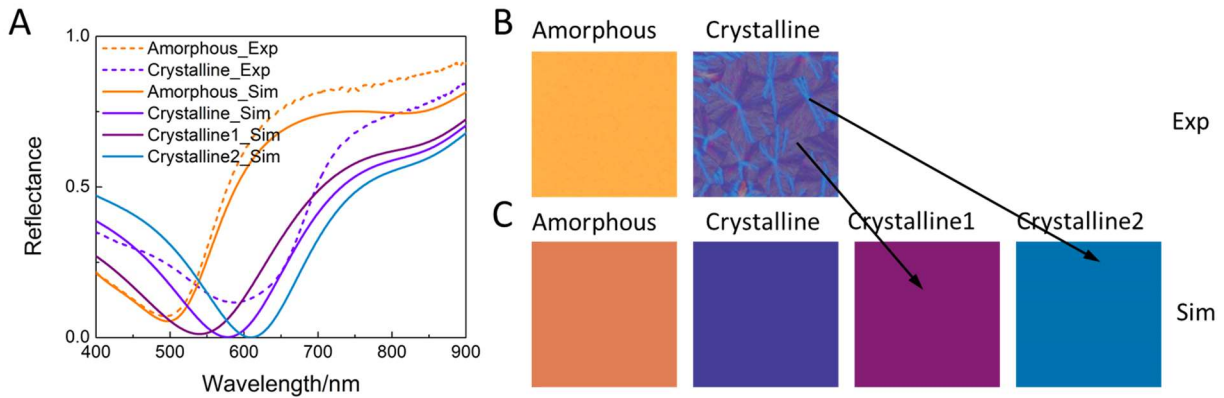 A
1.0
0.5
0.0
Reflectance
Amorphous_Exp
Crystalline_Exp
Amorphous_Sim
Crystalline_Sim
Crystalline1_Sim
Crystalline2_Sim
400 500 600 700 800 900
Wavelength/nm
B
Amorphous Crystalline
Exp
C
Amorphous Crystalline Crystalline1 Crystalline2
Sim